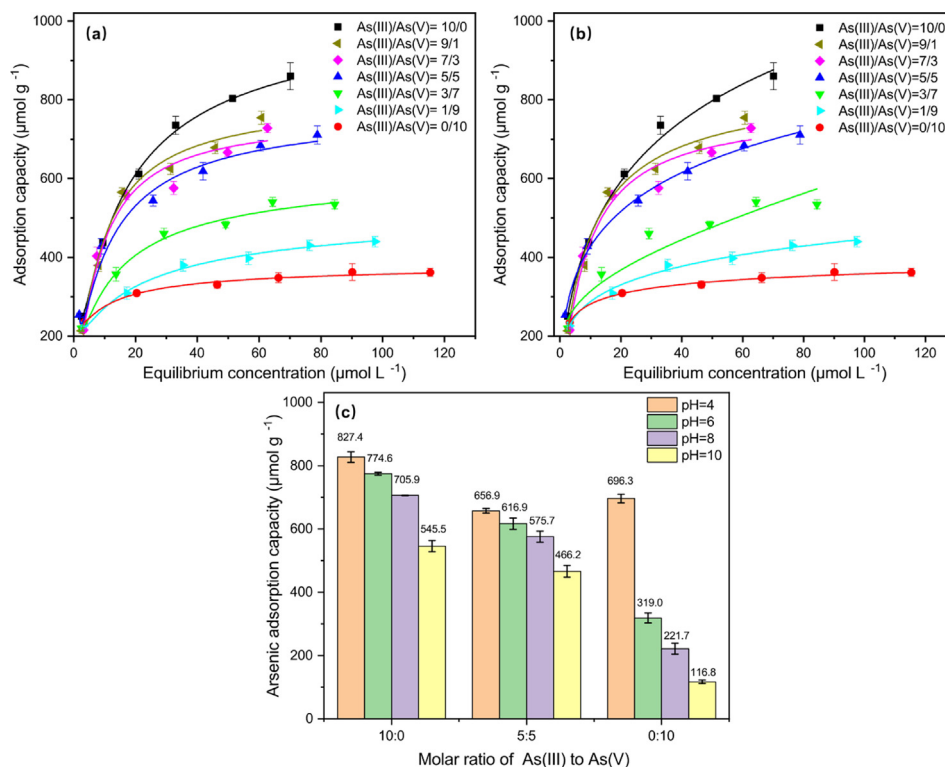 (a)
As(III)/As(V)= 10/0
As(III)/As(V)= 9/1
As(III)/As(V)= 7/3
As(III)/As(V)= 5/5
As(III)/As(V)= 3/7
As(III)/As(V)= 1/9
As(III)/As(V)= 0/10
1000
800
600
400
200
0 20 40 60 80 100 120 140
Adsorption capacity (μmol g⁻¹)
Equilibrium concentration (μmol L ⁻¹)
(b)
As(III)/As(V)=10/0
As(III)/As(V)=9/1
As(III)/As(V)=7/3
As(III)/As(V)=5/5
As(III)/As(V)=3/7
As(III)/As(V)=1/9
As(III)/As(V)=0/10
1000
800
600
400
200
0 20 40 60 80 100 120
Adsorption capacity (μmol g⁻¹)
Equilibrium concentration (μmol L ⁻¹)
(c)
pH=4
pH=6
pH=8
pH=10
1000
800
600
400
200
0
827.4
774.6
705.9
545.5
656.9
616.9
575.7
466.2
696.3
319.0
221.7
116.8
10:0 5:5 0:10
Arsenic adsorption capacity (μmol g⁻¹)
Molar ratio of As(III) to As(V)